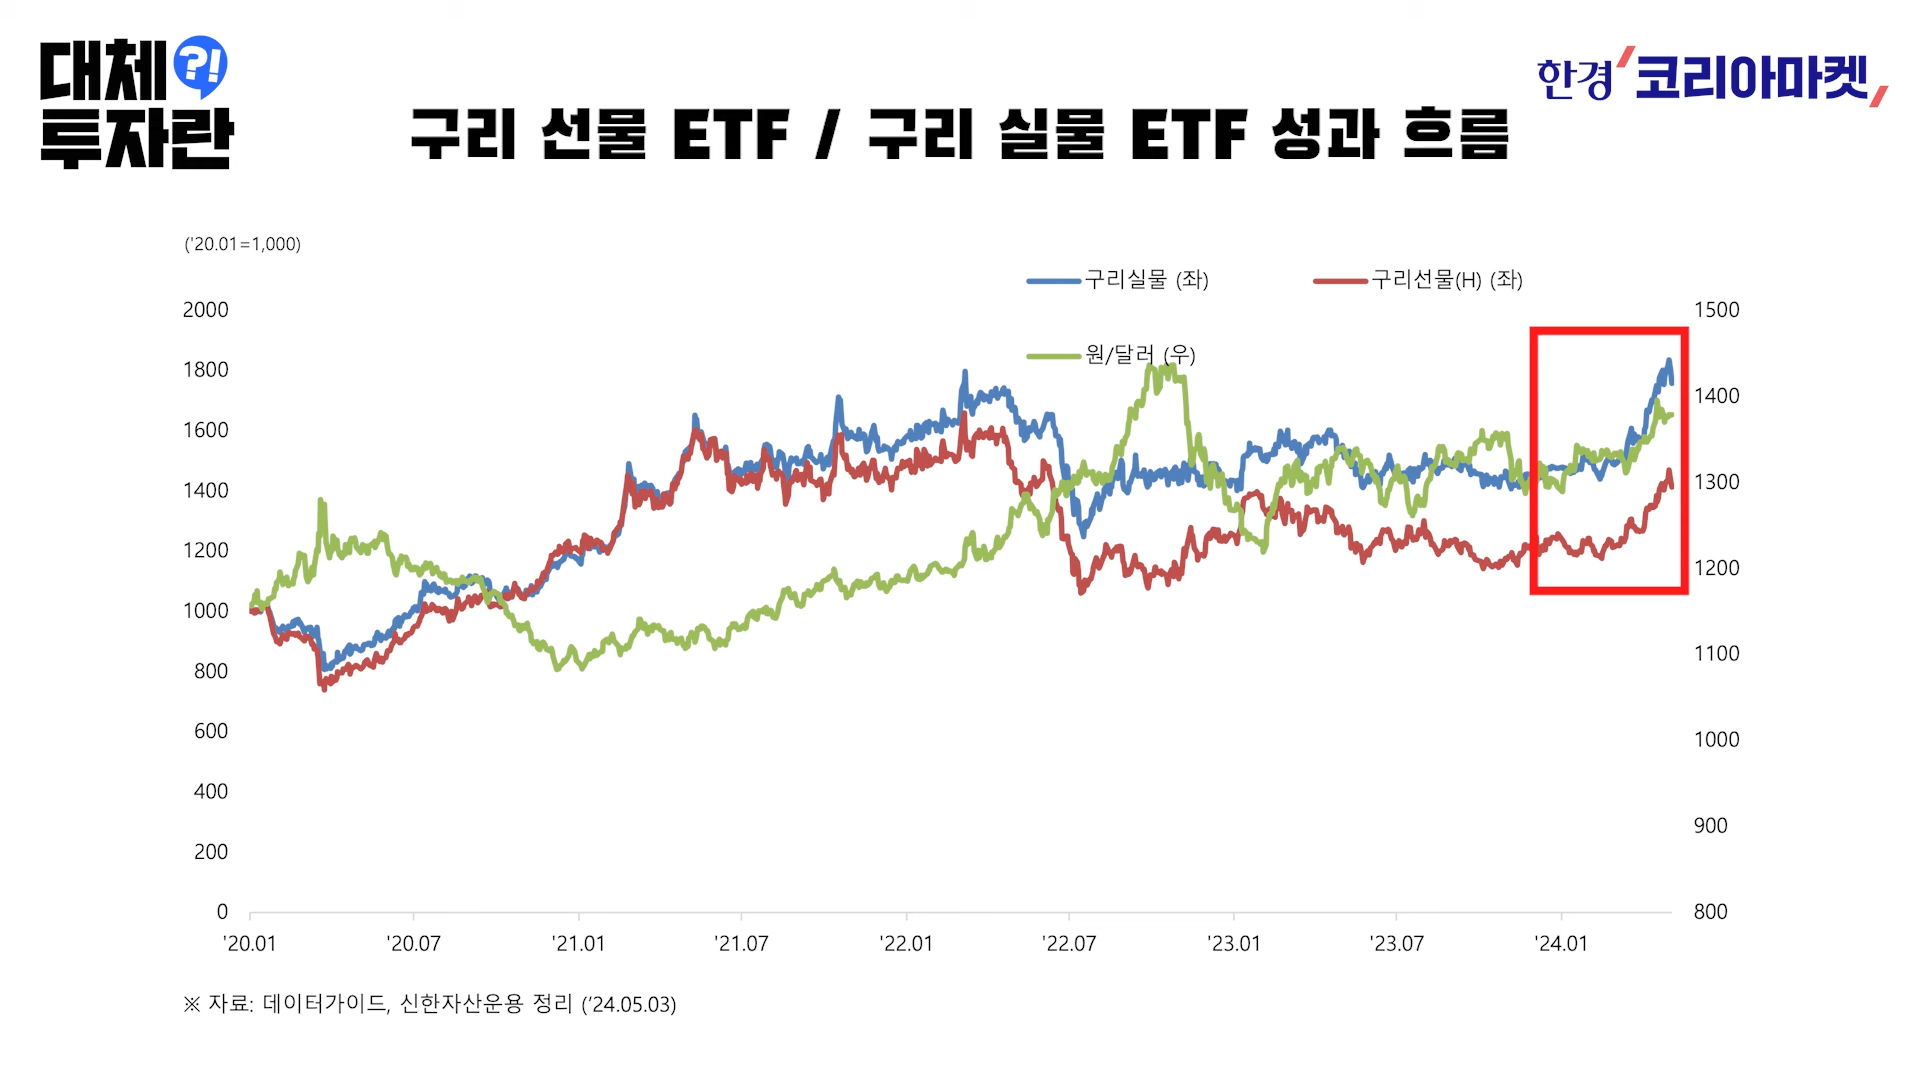 대체?!
투자란
한경 코리아마켓
구리 선물 ETF / 구리 실물 ETF 성과 흐름
('20.01=1,000)
구리실물 (좌)
구리선물(H) (좌)
원/달러 (우)
2000
1800
1600
1400
1200
1000
800
600
400
200
0
1500
1400
1300
1200
1100
1000
900
800
'20.01 '20.07 '21.01 '21.07 '22.01 '22.07 '23.01 '23.07 '24.01
※ 자료: 데이터가이드, 신한자산운용 정리 ('24.05.03)